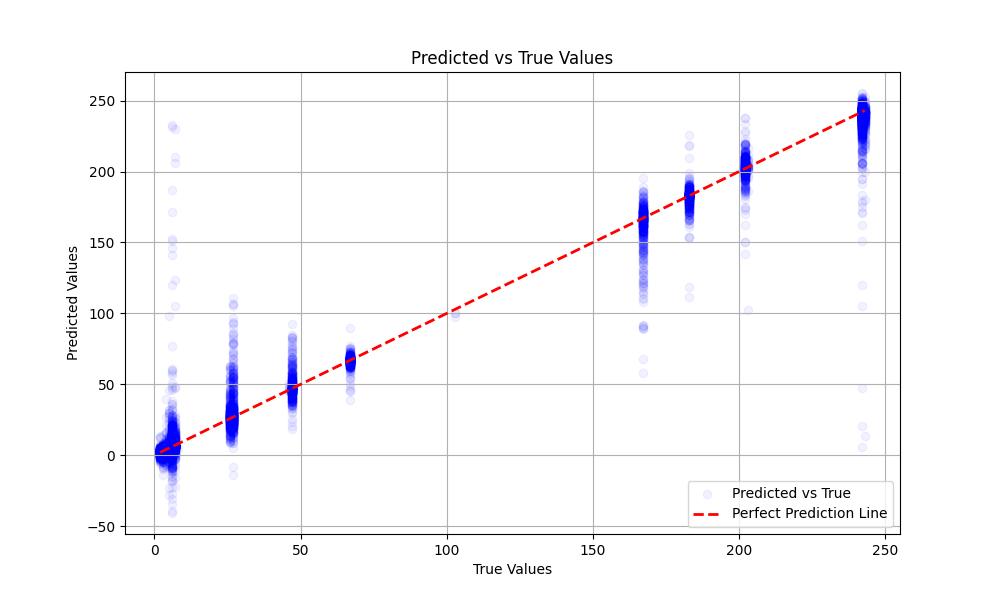 Predicted vs True Values
Predicted Values
250
200
150
100
50
0
−50
0
50
100
150
200
250
True Values
Predicted vs True
Perfect Prediction Line